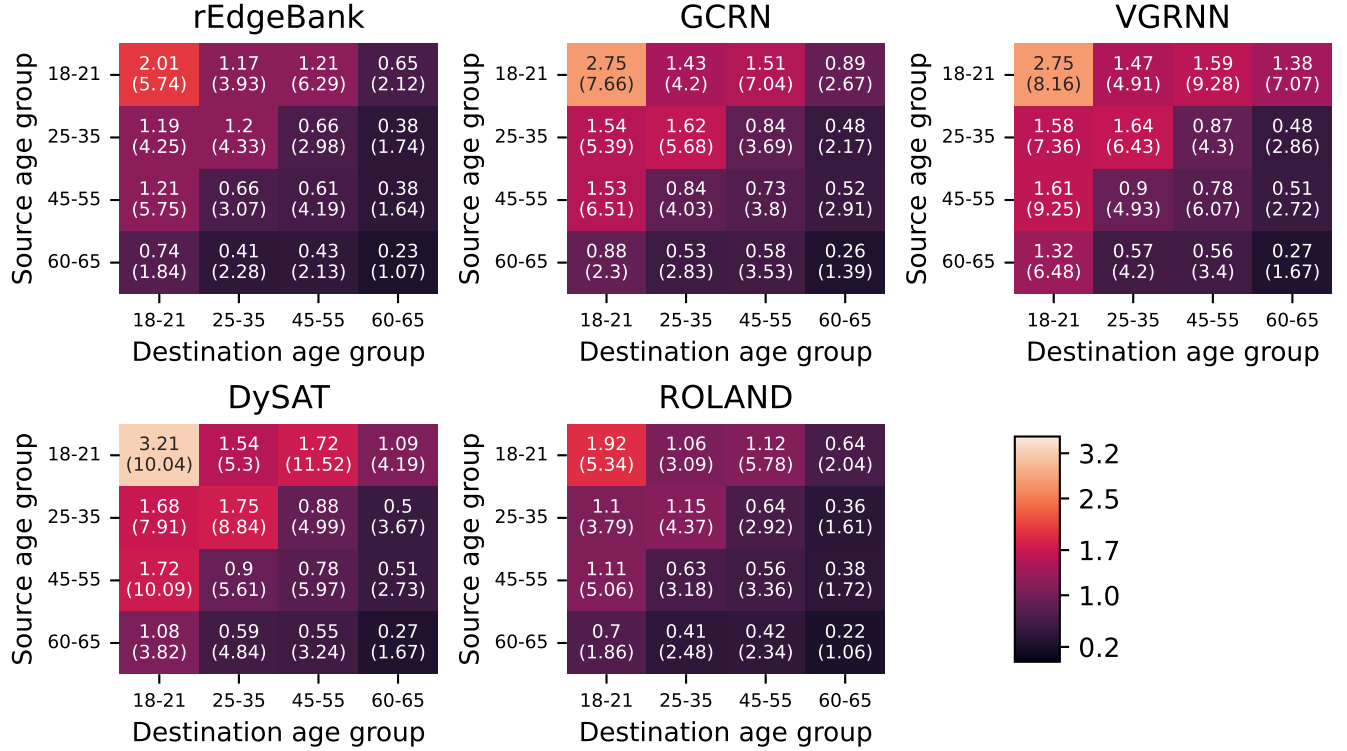 rEdgeBank
GCRN
VGRNN
Source age group
18-21
2.01 1.17 1.21 0.65
(5.74) (3.93) (6.29) (2.12)
25-35
1.19 1.2 0.66 0.38
(4.25) (4.33) (2.98) (1.74)
45-55
1.21 0.66 0.61 0.38
(5.75) (3.07) (4.19) (1.64)
60-65
0.74 0.41 0.43 0.23
(1.84) (2.28) (2.13) (1.07)
18-21 25-35 45-55 60-65
Destination age group
Source age group
18-21
2.75 1.43 1.51 0.89
(7.66) (4.2) (7.04) (2.67)
25-35
1.54 1.62 0.84 0.48
(5.39) (5.68) (3.69) (2.17)
45-55
1.53 0.84 0.73 0.52
(6.51) (4.03) (3.8) (2.91)
60-65
0.88 0.53 0.58 0.26
(2.3) (2.83) (3.53) (1.39)
18-21 25-35 45-55 60-65
Destination age group
Source age group
18-21
2.75 1.47 1.59 1.38
(8.16) (4.91) (9.28) (7.07)
25-35
1.58 1.64 0.87 0.48
(7.36) (6.43) (4.3) (2.86)
45-55
1.61 0.9 0.78 0.51
(9.25) (4.93) (6.07) (2.72)
60-65
1.32 0.57 0.56 0.27
(6.48) (4.2) (3.4) (1.67)
18-21 25-35 45-55 60-65
Destination age group
DySAT
ROLAND
Source age group
18-21
3.21 1.54 1.72 1.09
(10.04) (5.3) (11.52) (4.19)
25-35
1.68 1.75 0.88 0.5
(7.91) (8.84) (4.99) (3.67)
45-55
1.72 0.9 0.78 0.51
(10.09) (5.61) (5.97) (2.73)
60-65
1.08 0.59 0.55 0.27
(3.82) (4.84) (3.24) (1.67)
18-21 25-35 45-55 60-65
Destination age group
Source age group
18-21
1.92 1.06 1.12 0.64
(5.34) (3.09) (5.78) (2.04)
25-35
1.1 1.15 0.64 0.36
(3.79) (4.37) (2.92) (1.61)
45-55
1.11 0.63 0.56 0.38
(5.06) (3.18) (3.36) (1.72)
60-65
0.7 0.41 0.42 0.22
(1.86) (2.48) (2.34) (1.06)
18-21 25-35 45-55 60-65
Destination age group
3.2
2.5
1.7
1.0
0.2